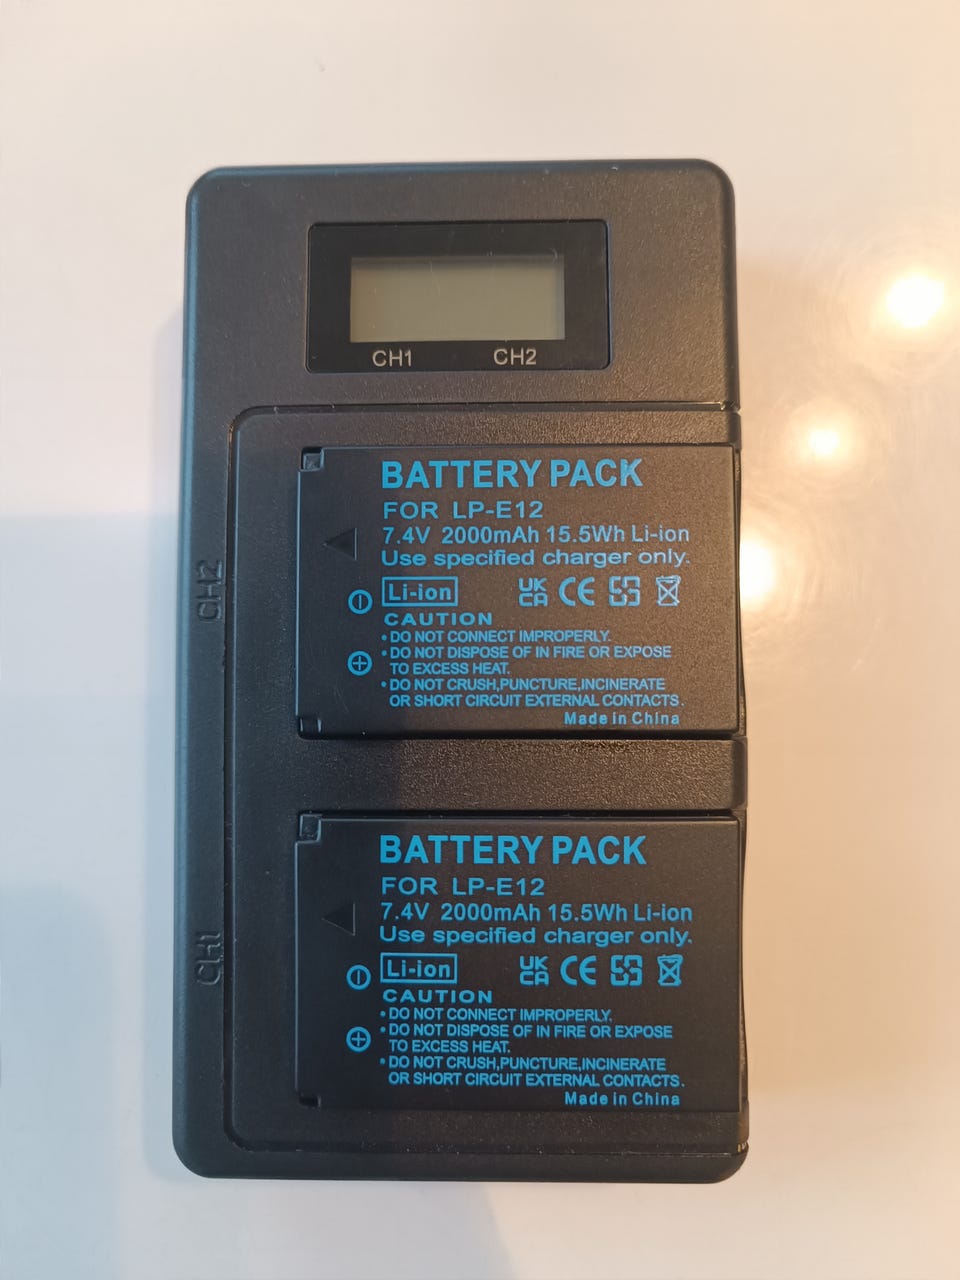 CH1 CH2
CH2
BATTERY PACK
FOR LP-E12
7.4V 2000mAh 15.5Wh Li-ion
Use specified charger only.
Li-ion UK CA CE
CAUTION
• DO NOT CONNECT IMPROPERLY.
• DO NOT DISPOSE OF IN FIRE OR EXPOSE
TO EXCESS HEAT.
• DO NOT CRUSH,PUNCTURE,INCINERATE
OR SHORT CIRCUIT EXTERNAL CONTACTS.
Made in China
CH1
BATTERY PACK
FOR LP-E12
7.4V 2000mAh 15.5Wh Li-ion
Use specified charger only.
Li-ion UK CA CE
CAUTION
• DO NOT CONNECT IMPROPERLY.
• DO NOT DISPOSE OF IN FIRE OR EXPOSE
TO EXCESS HEAT.
• DO NOT CRUSH,PUNCTURE,INCINERATE
OR SHORT CIRCUIT EXTERNAL CONTACTS.
Made in China